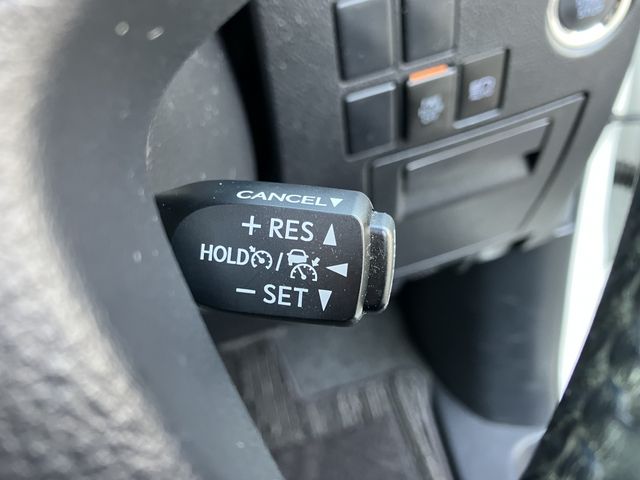 CANCEL▼
+ RES ▲
HOLD / ◀
− SET ▼